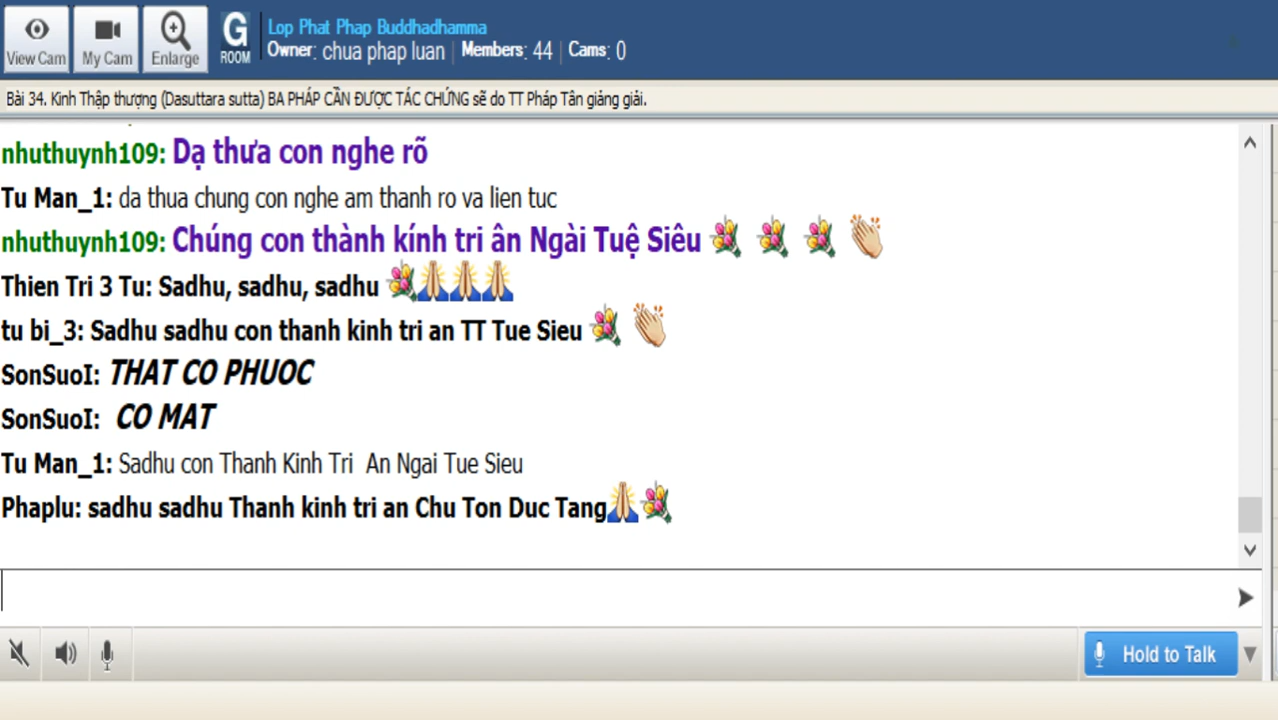 Lop Phat Phap Buddhadhamma
View Cam
My Cam
Enlarge
G ROOM
Owner: chua phap luan | Members: 44 | Cams: 0
Bài 34. Kinh Thập thượng (Dasuttara sutta) BA PHÁP CẦN ĐƯỢC TÁC CHỨNG sẽ do TT Pháp Tân giảng giải.
nhuthuynh109: Dạ thưa con nghe rõ
Tu Man_1: da thua chung con nghe am thanh ro va lien tuc
nhuthuynh109: Chúng con thành kính tri ân Ngài Tuệ Siêu
Thien Tri 3 Tu: Sadhu, sadhu, sadhu
tu bi_3: Sadhu sadhu con thanh kinh tri an TT Tue Sieu
SonSuoI: THAT CO PHUOC
SonSuoI: CO MAT
Tu Man_1: Sadhu con Thanh Kinh Tri An Ngai Tue Sieu
Phaplu: sadhu sadhu Thanh kinh tri an Chu Ton Duc Tang
Hold to Talk